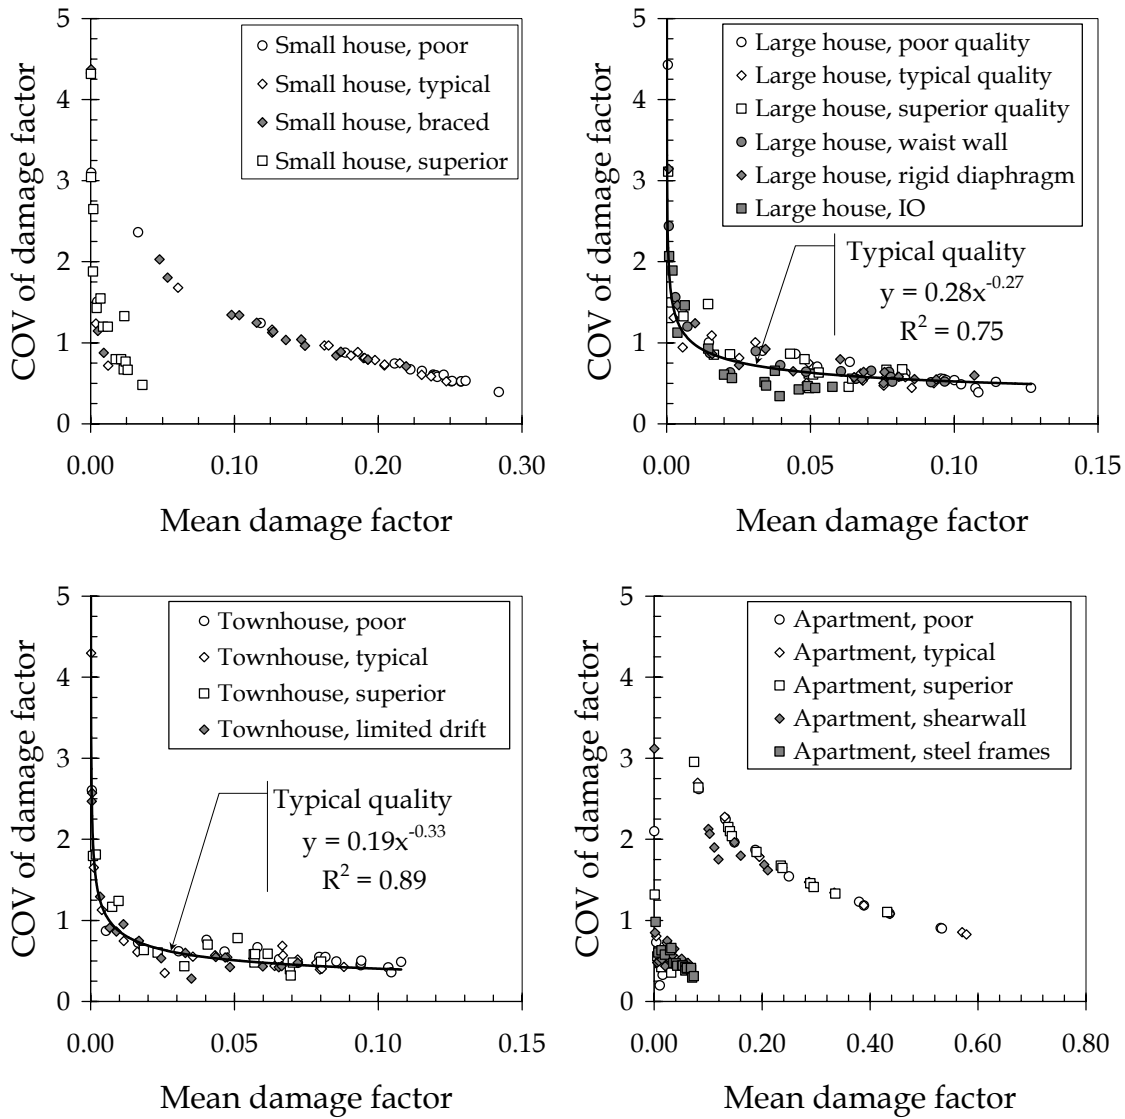 COV of damage factor
5
4
3
2
1
0
0.00 0.10 0.20 0.30
Mean damage factor
Small house, poor
Small house, typical
Small house, braced
Small house, superior
COV of damage factor
5
4
3
2
1
0
0.00 0.05 0.10 0.15
Mean damage factor
Large house, poor quality
Large house, typical quality
Large house, superior quality
Large house, waist wall
Large house, rigid diaphragm
Large house, IO
Typical quality
y = 0.28x^-0.27
R² = 0.75
COV of damage factor
5
4
3
2
1
0
0.00 0.05 0.10 0.15
Mean damage factor
Townhouse, poor
Townhouse, typical
Townhouse, superior
Townhouse, limited drift
Typical quality
y = 0.19x^-0.33
R² = 0.89
COV of damage factor
5
4
3
2
1
0
0.00 0.20 0.40 0.60 0.80
Mean damage factor
Apartment, poor
Apartment, typical
Apartment, superior
Apartment, shearwall
Apartment, steel frames